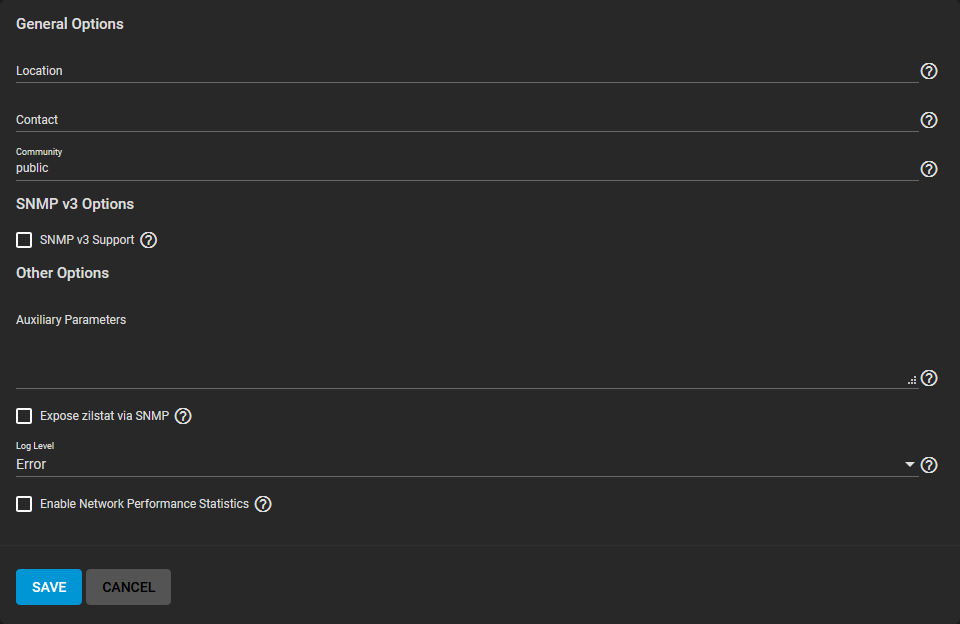 General Options
Location
Contact
Community
public
SNMP v3 Options
SNMP v3 Support
Other Options
Auxiliary Parameters
Expose zilstat via SNMP
Log Level
Error
Enable Network Performance Statistics
SAVE CANCEL